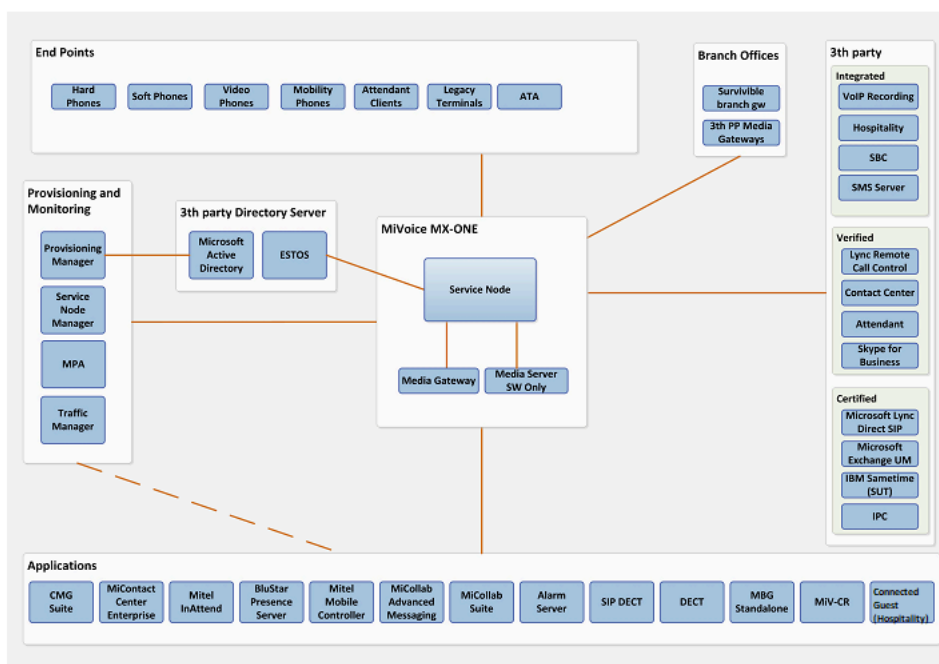 End Points
Hard
Phones
Soft Phones
Video
Phones
Mobility
Phones
Attendant
Clients
Legacy
Terminals
ATA
Branch Offices
Survivible
branch gw
3th PP Media
Gateways
3th party
Integrated
VoIP Recording
Hospitality
SBC
SMS Server
Verified
Lync Remote
Call Control
Contact Center
Attendant
Skype for
Business
Certified
Microsoft Lync
Direct SIP
Microsoft
Exchange UM
IBM Sametime
(SUT)
IPC
Provisioning and
Monitoring
Provisioning
Manager
Service
Node
Manager
MPA
Traffic
Manager
3th party Directory Server
Microsoft
Active
Directory
ESTOS
MiVoice MX-ONE
Service Node
Media Gateway
Media Server
SW Only
Applications
CMG
Suite
MiContact
Center
Enterprise
Mitel
InAttend
BluStar
Presence
Server
Mitel
Mobile
Controller
MiCollab
Advanced
Messaging
MiCollab
Suite
Alarm
Server
SIP DECT
DECT
MBG
Standalone
MiV-CR
Connected
Guest
(Hospitality)